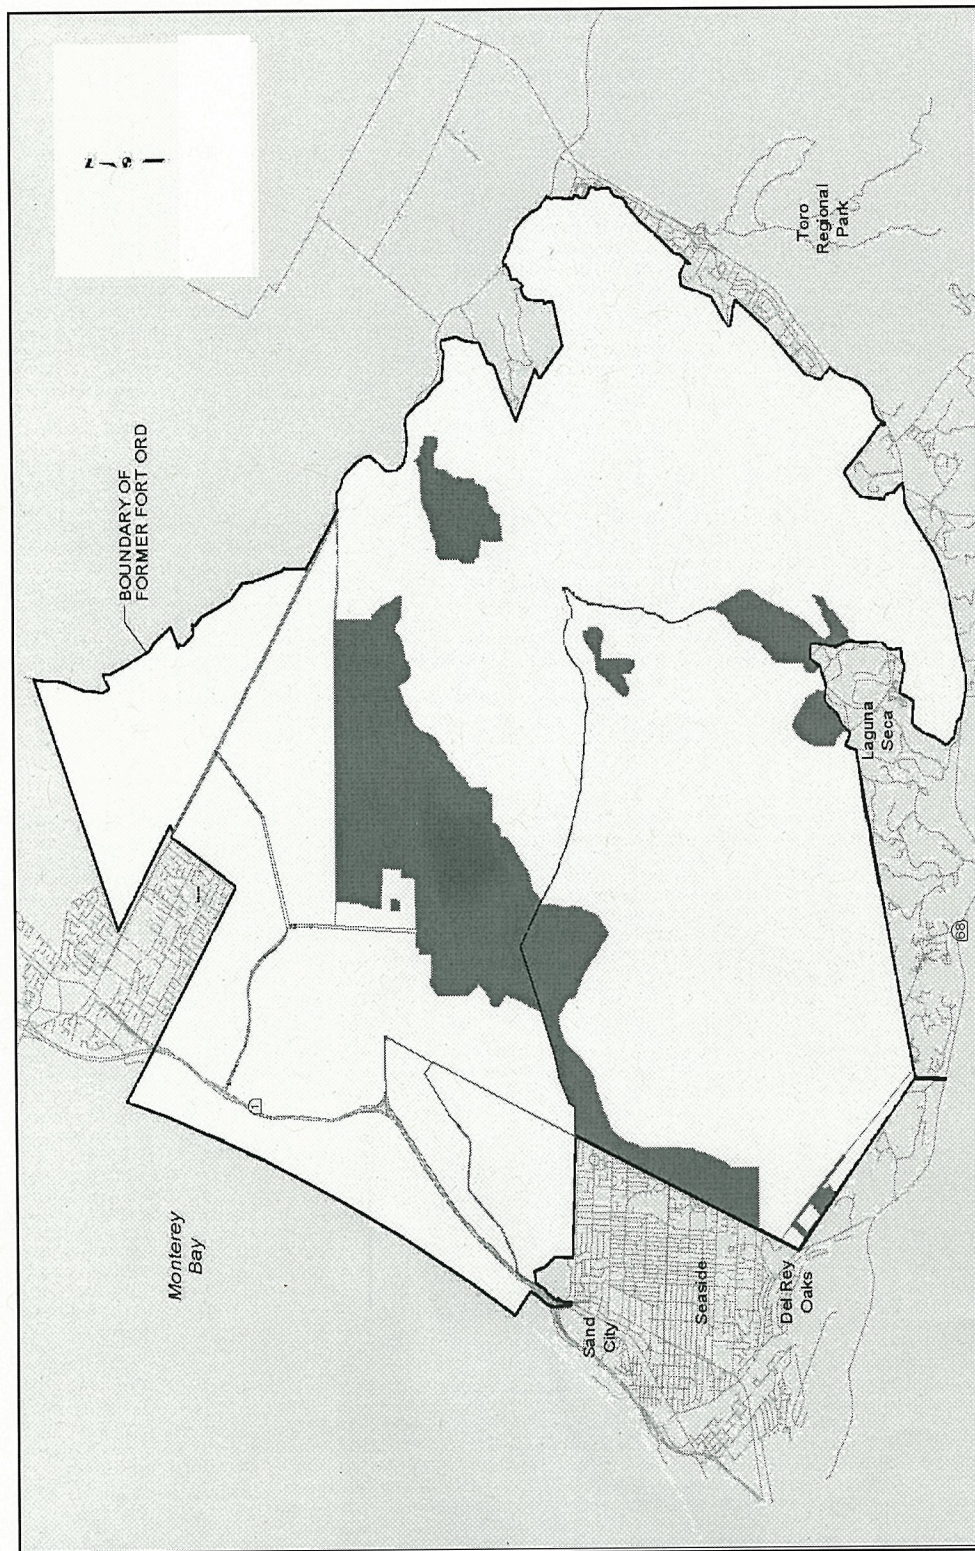 BOUNDARY OF
FORMER FORT ORD
Toro
Regional
Park
Monterey
Bay
1
Laguna
Seca
68
Sand
City
Seaside
Del Rey
Oaks